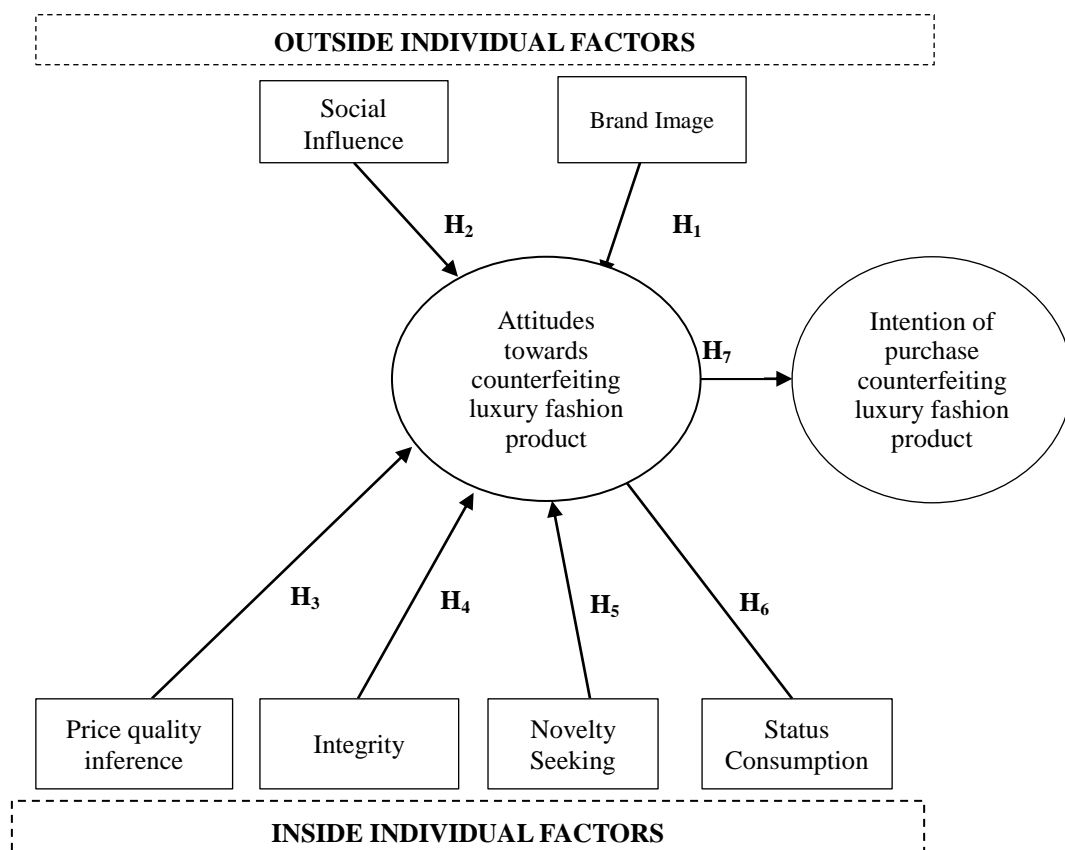 OUTSIDE INDIVIDUAL FACTORS
Social
Influence
Brand Image
H₂
H₁
Attitudes
towards
counterfeiting
luxury fashion
product
H₇
Intention of
purchase
counterfeiting
luxury fashion
product
H₃
H₄
H₅
H₆
Price quality
inference
Integrity
Novelty
Seeking
Status
Consumption
INSIDE INDIVIDUAL FACTORS